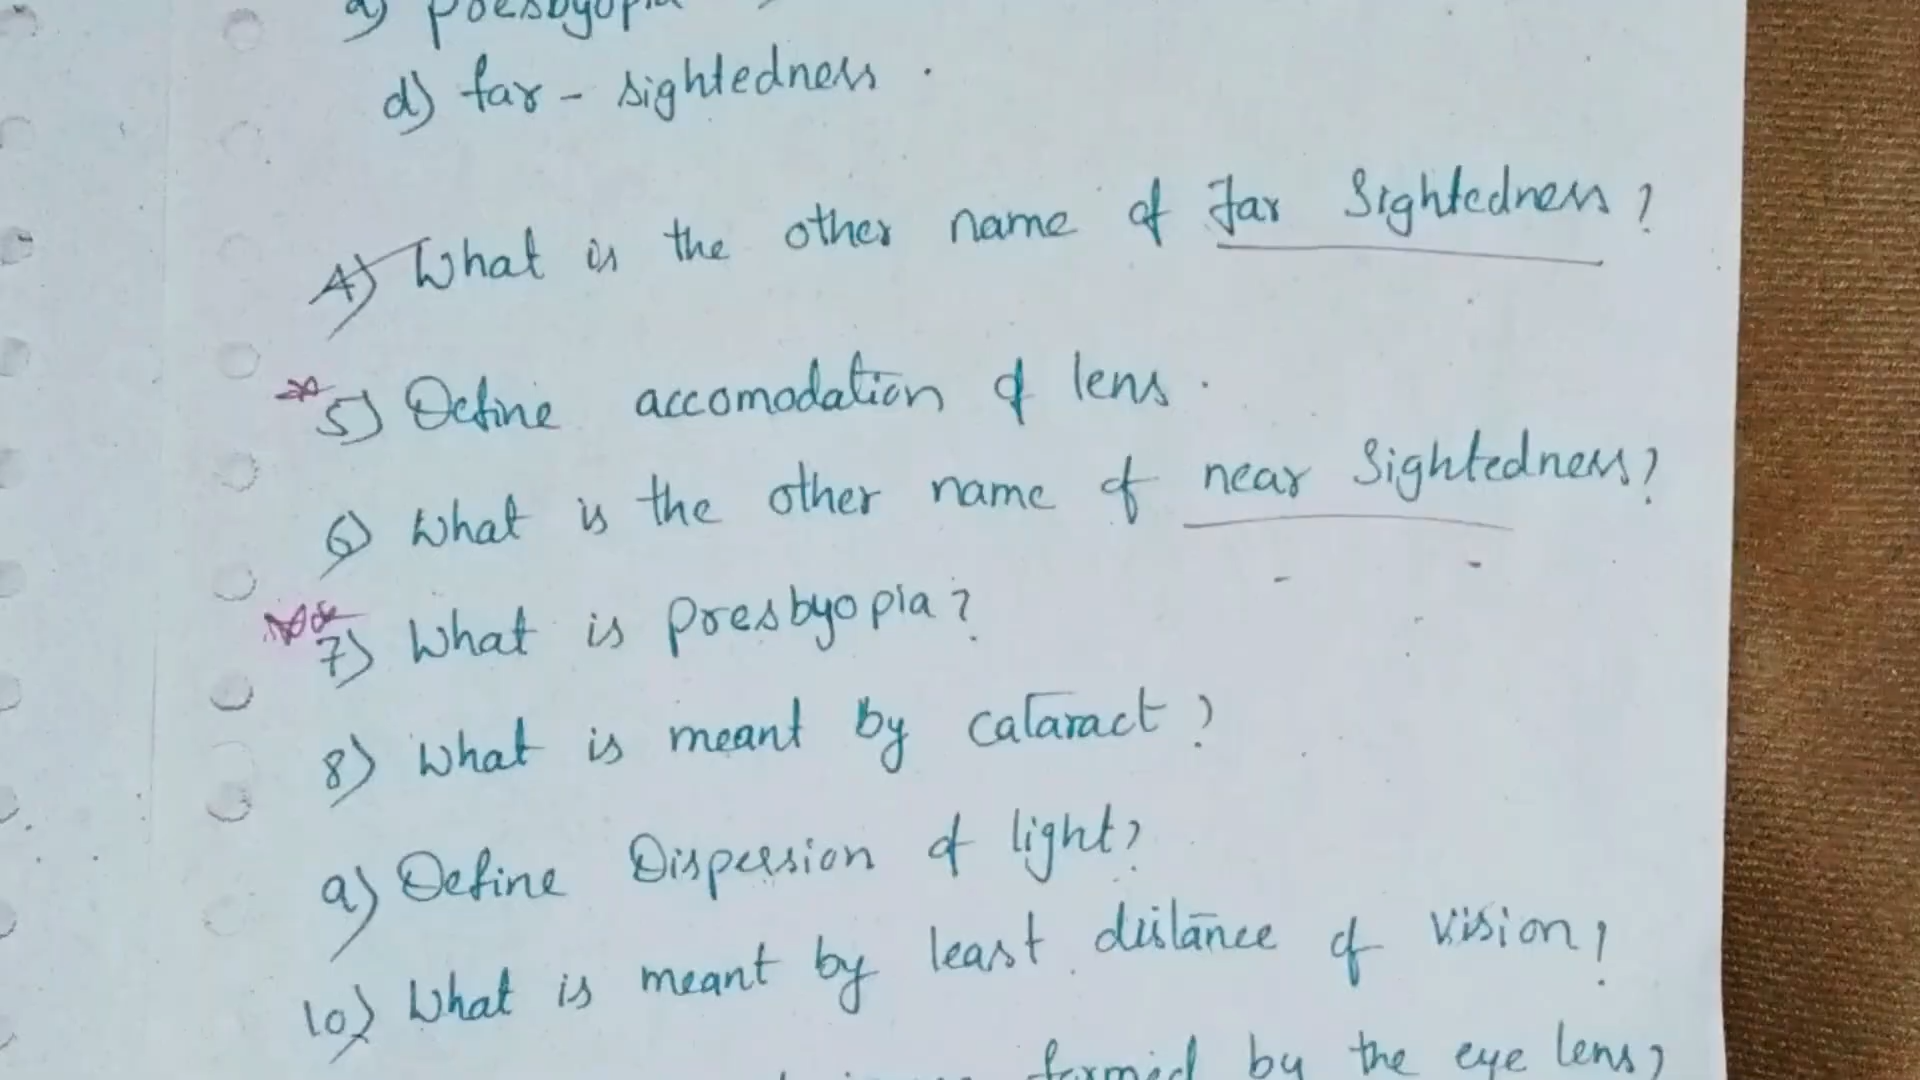 a) presbyopia
d) far - sightedness .
4) What is the other name of far Sightedness ?
5) Define accomodation of lens .
6) What is the other name of near Sightedness ?
7) What is presbyopia ?
8) What is meant by cataract ?
9) Define Dispersion of light ?
10) What is meant by least distance of vision ?
formed by the eye lens ?